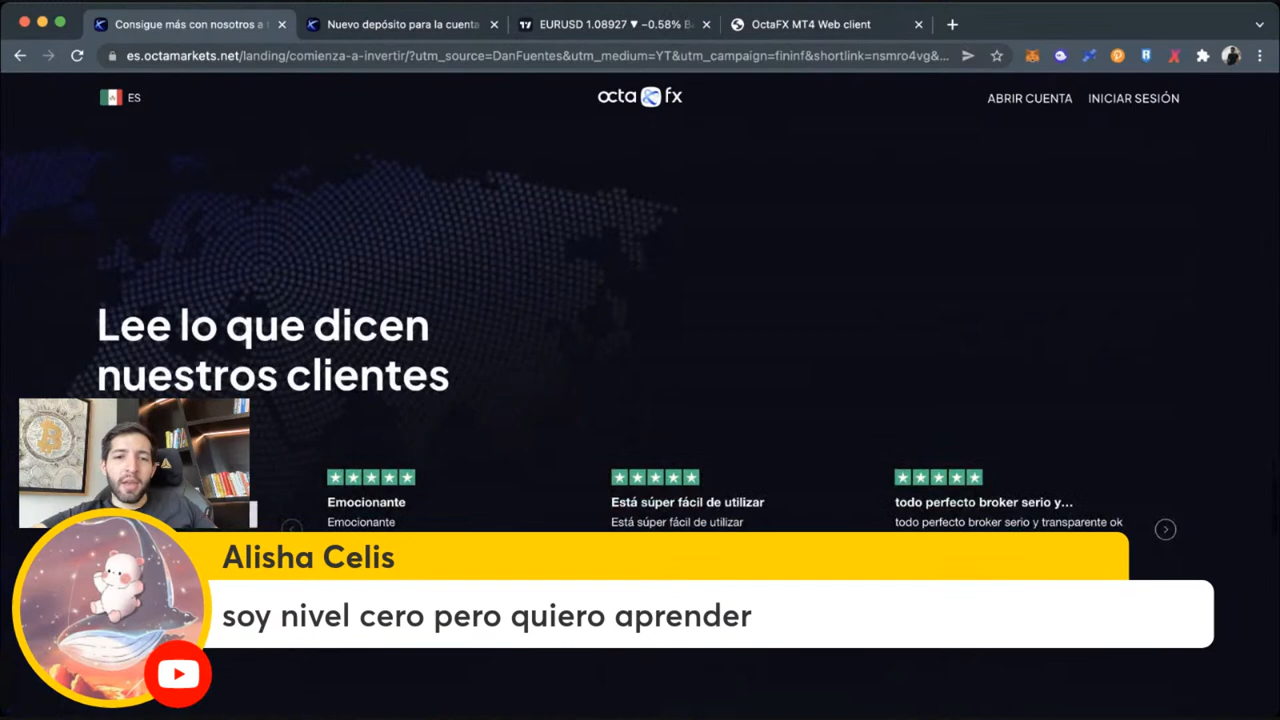 Consigue más con nosotros a t
Nuevo depósito para la cuenta
EURUSD 1.08927 ▼ −0.58% B
OctaFX MT4 Web client
es.octamarkets.net/landing/comienza-a-invertir/?utm_source=DanFuentes&utm_medium=YT&utm_campaign=fininf&shortlink=nsmro4vg&...
ES
octa fx
ABRIR CUENTA
INICIAR SESIÓN
Lee lo que dicen
nuestros clientes
Emocionante
Emocionante
Está súper fácil de utilizar
Está súper fácil de utilizar
todo perfecto broker serio y...
todo perfecto broker serio y transparente ok
Alisha Celis
soy nivel cero pero quiero aprender